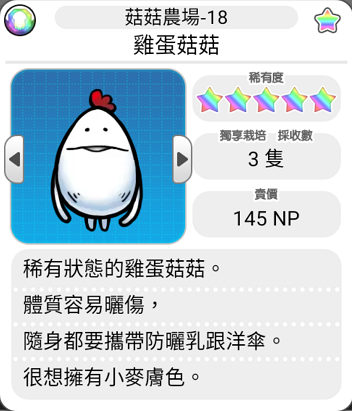 菇菇農場-18
雞蛋菇菇
稀有度
獨享栽培 採收數
3 隻
賣價
145 NP
稀有狀態的雞蛋菇菇。
體質容易曬傷，
隨身都要攜帶防曬乳跟洋傘。
很想擁有小麥膚色。